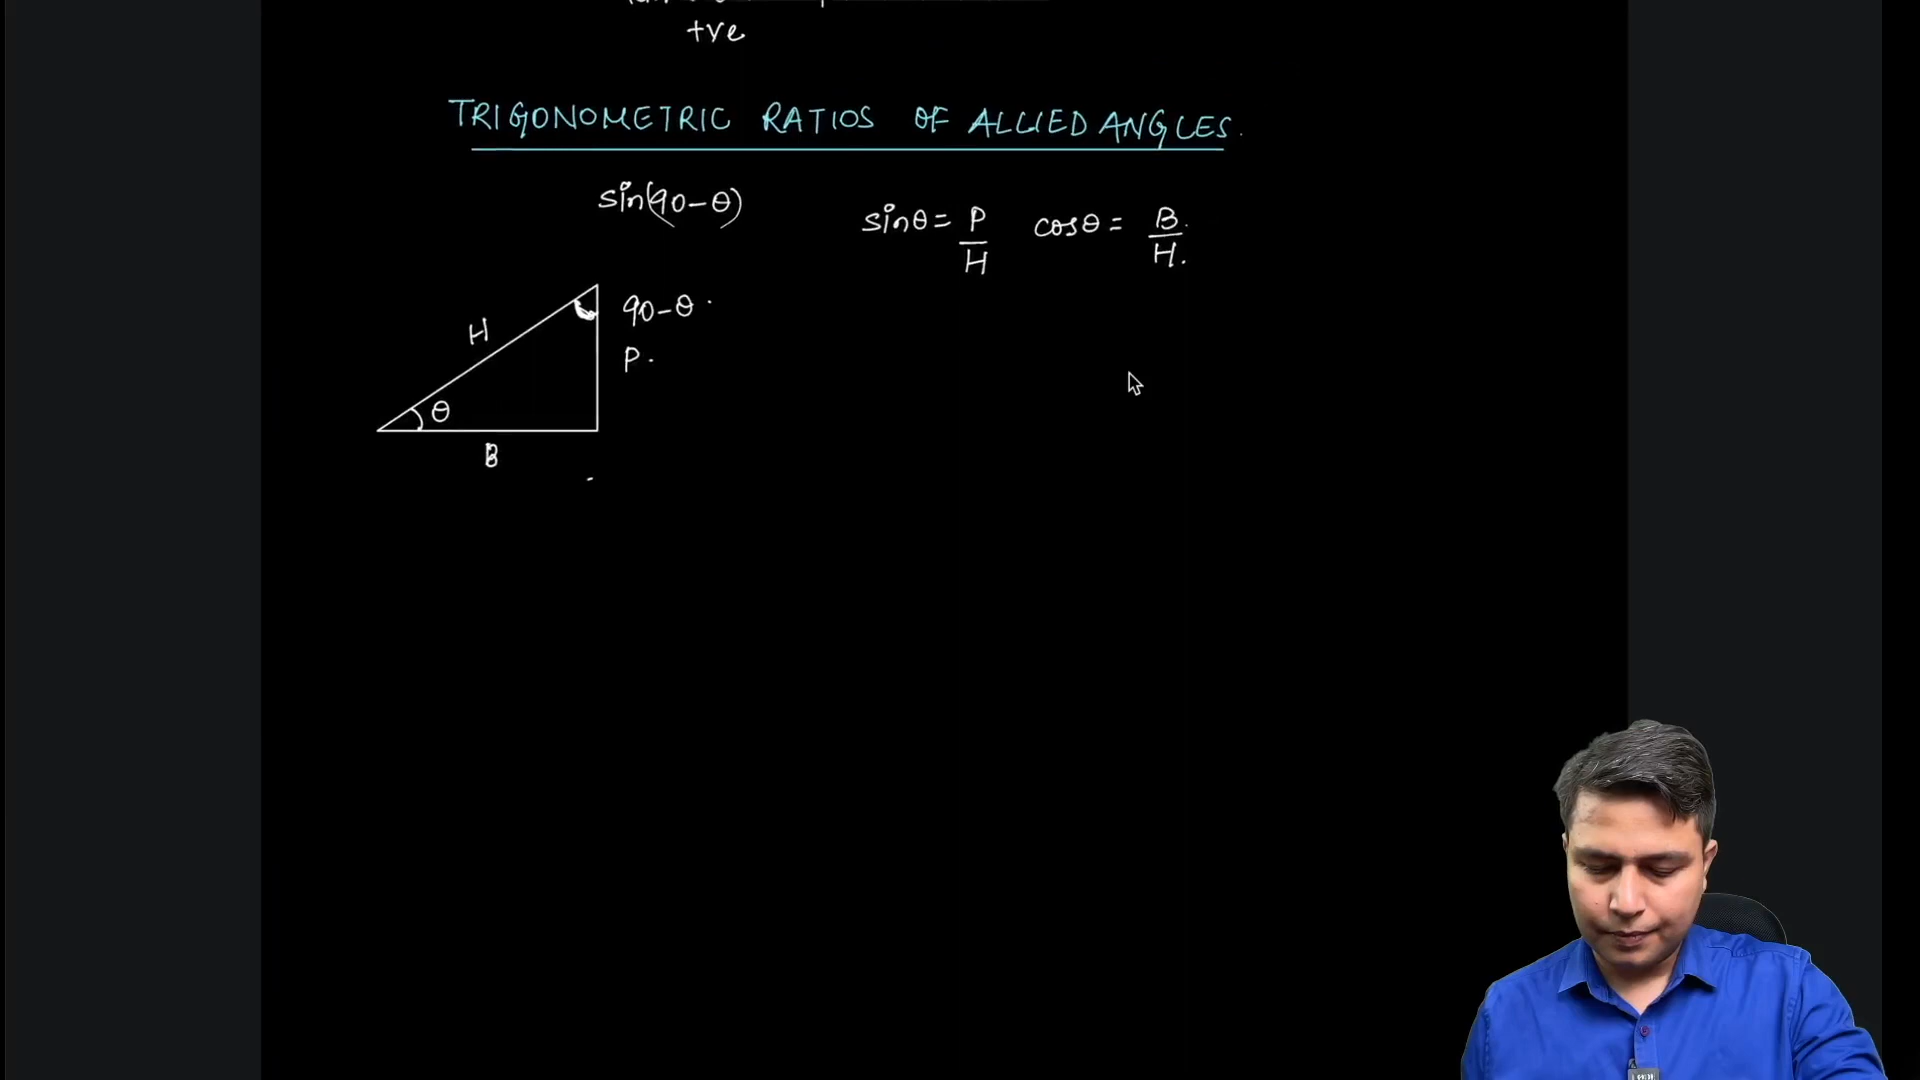 +ve
TRIGONOMETRIC RATIOS OF ALLIED ANGLES.
sin(90-θ)
sinθ = P/H cosθ = B/H.
90-θ
H
P.
θ
B